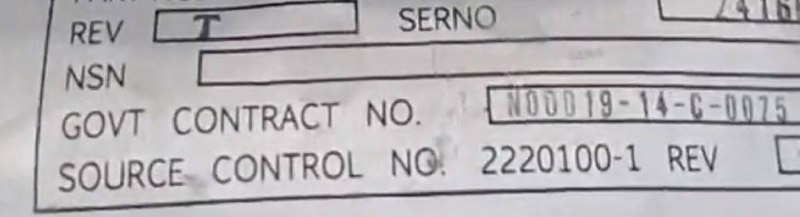 REV T SERNO
NSN
GOVT CONTRACT NO. N00019-14-C-0075
SOURCE CONTROL NO. 2220100-1 REV